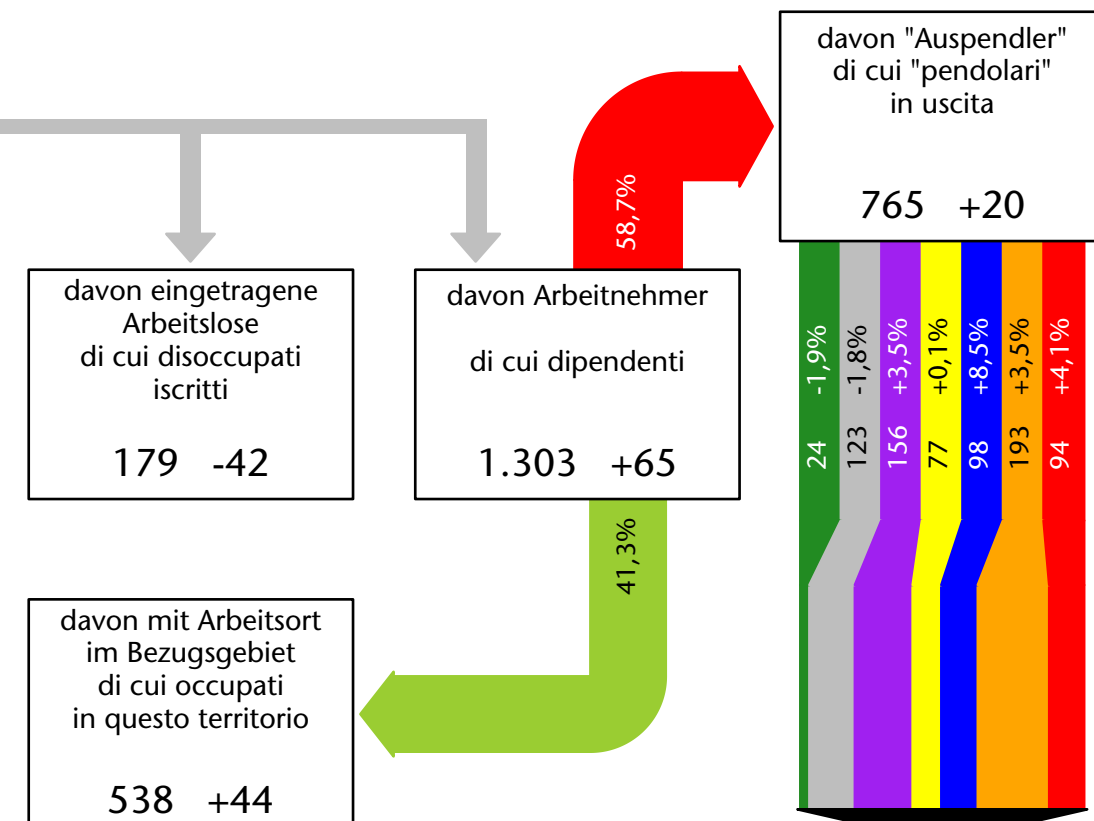 davon "Auspendler"
di cui "pendolari"
in uscita
765 +20
58,7%
davon eingetragene
Arbeitslose
di cui disoccupati
iscritti
179 -42
davon Arbeitnehmer
di cui dipendenti
1.303 +65
24 -1,9%
123 -1,8%
156 +3,5%
77 +0,1%
98 +8,5%
193 +3,5%
94 +4,1%
41,3%
davon mit Arbeitsort
im Bezugsgebiet
di cui occupati
in questo territorio
538 +44